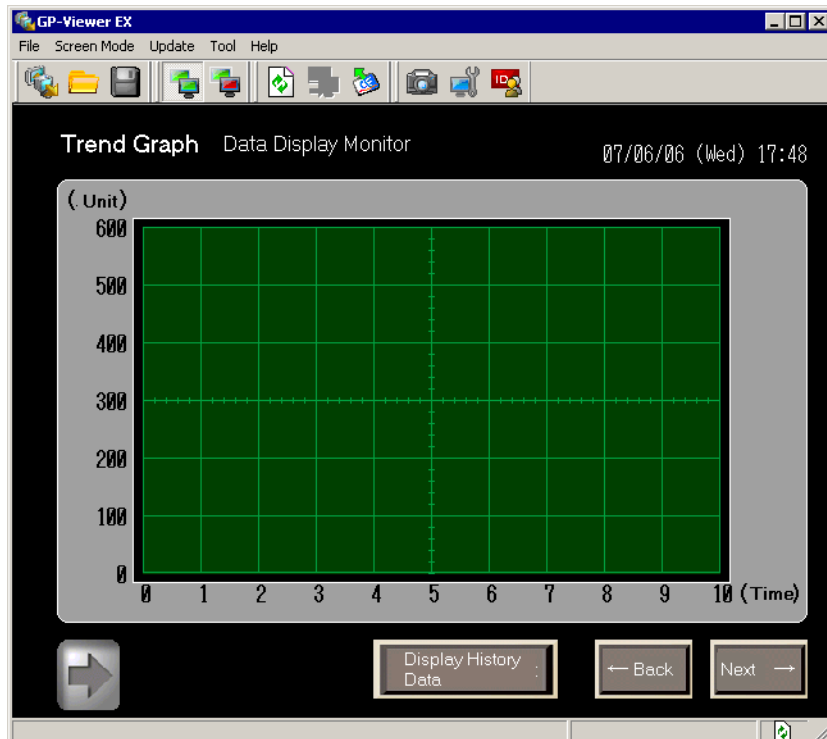 GP-Viewer EX
File Screen Mode Update Tool Help
ID
Trend Graph Data Display Monitor
07/06/06 (Wed) 17:48
(. Unit)
600
500
400
300
200
100
0
0 1 2 3 4 5 6 7 8 9 10 (Time)
Display History :
Data
← Back
Next →